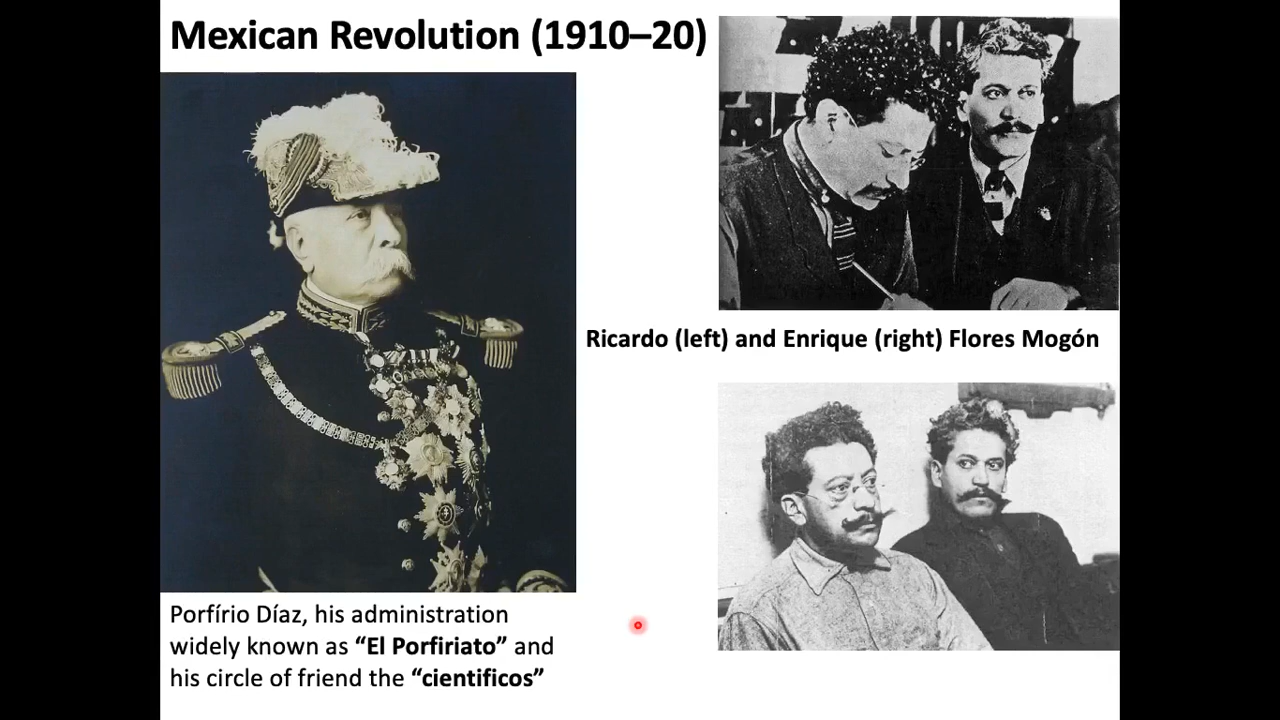 Mexican Revolution (1910–20)
Ricardo (left) and Enrique (right) Flores Mogón
Porfírio Díaz, his administration
widely known as “El Porfiriato” and
his circle of friend the “cientificos”